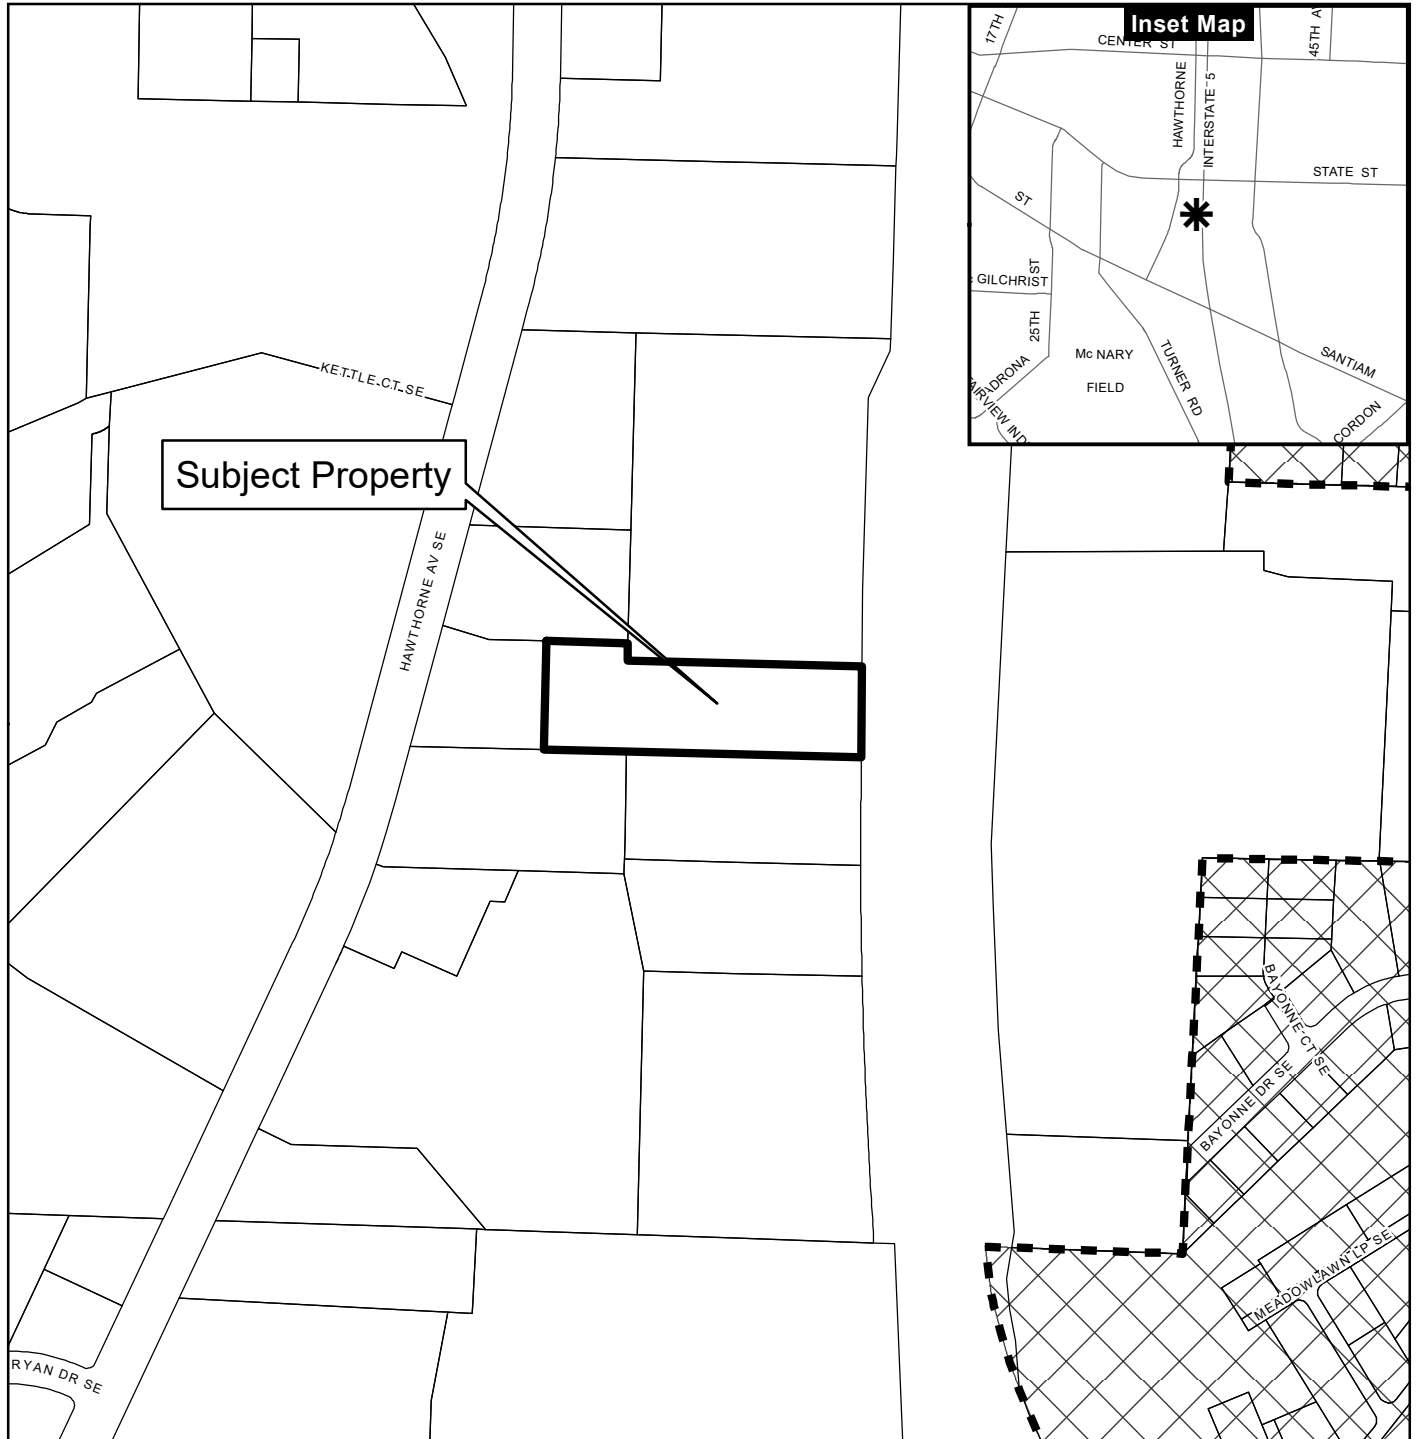 Inset Map
17TH
CENTER ST
45TH AV
HAWTHORNE
INTERSTATE 5
STATE ST
ST
GILCHRIST
ST
25TH
Mc NARY
FIELD
TURNER RD
SANTIAM
CORDON
KETTLE CT SE
Subject Property
HAWTHORNE AV SE
BAYONNE CT SE
BAYONNE DR SE
MEADOWLAWN LP SE
RYAN DR SE